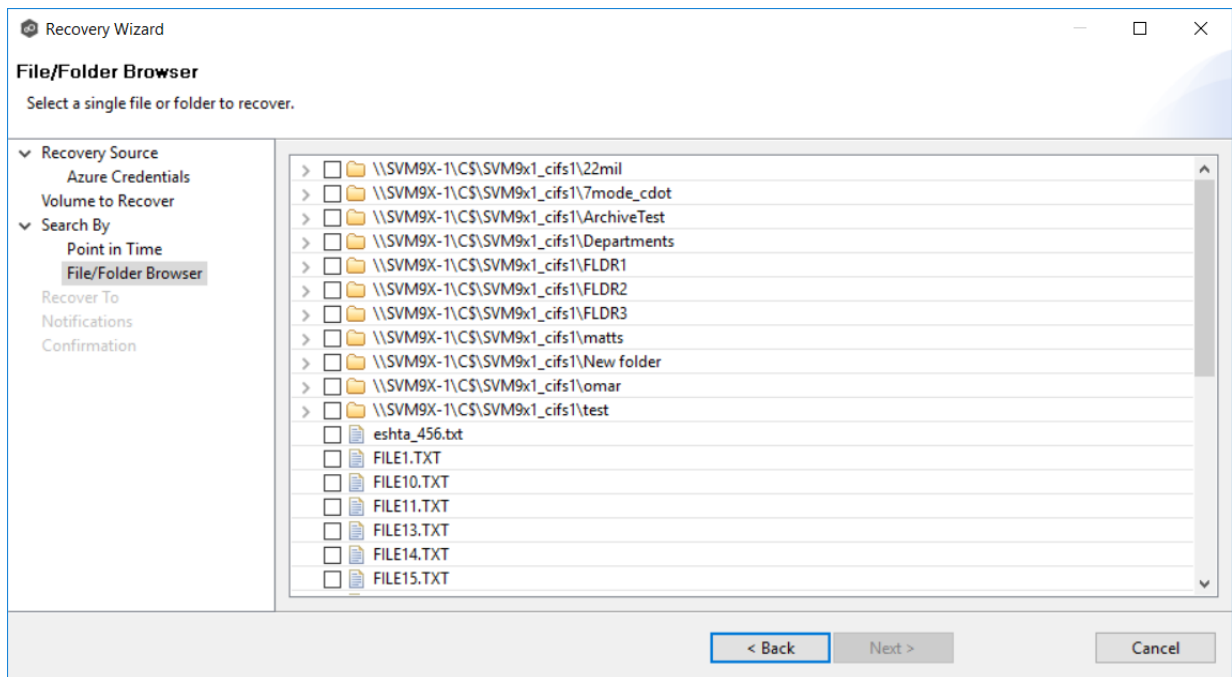 Recovery Wizard
File/Folder Browser
Select a single file or folder to recover.
Recovery Source
Azure Credentials
Volume to Recover
Search By
Point in Time
File/Folder Browser
Recover To
Notifications
Confirmation
\\SVM9X-1\C$\SVM9x1_cifs1\22mil
\\SVM9X-1\C$\SVM9x1_cifs1\7mode_cdot
\\SVM9X-1\C$\SVM9x1_cifs1\ArchiveTest
\\SVM9X-1\C$\SVM9x1_cifs1\Departments
\\SVM9X-1\C$\SVM9x1_cifs1\FLDR1
\\SVM9X-1\C$\SVM9x1_cifs1\FLDR2
\\SVM9X-1\C$\SVM9x1_cifs1\FLDR3
\\SVM9X-1\C$\SVM9x1_cifs1\matts
\\SVM9X-1\C$\SVM9x1_cifs1\New folder
\\SVM9X-1\C$\SVM9x1_cifs1\omar
\\SVM9X-1\C$\SVM9x1_cifs1\test
eshta_456.txt
FILE1.TXT
FILE10.TXT
FILE11.TXT
FILE13.TXT
FILE14.TXT
FILE15.TXT
< Back Next > Cancel